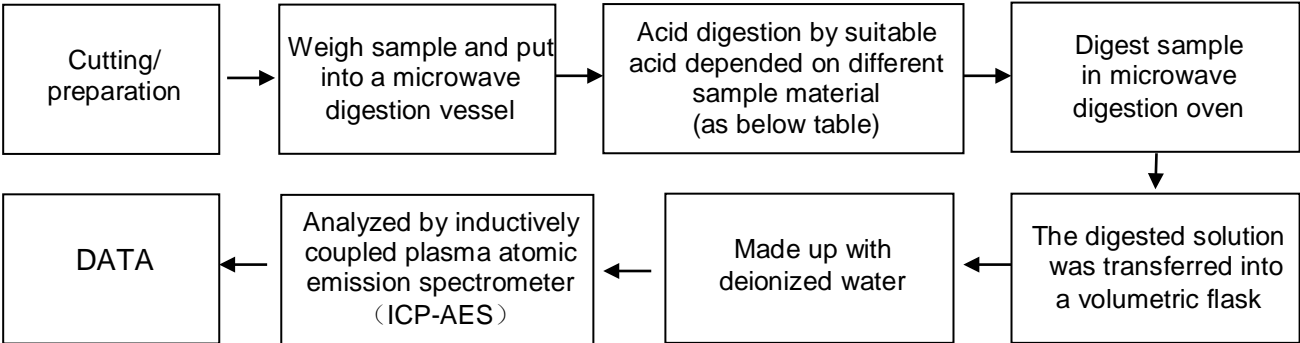 Cutting/
preparation
Weigh sample and put
into a microwave
digestion vessel
Acid digestion by suitable
acid depended on different
sample material
(as below table)
Digest sample
in microwave
digestion oven
The digested solution
was transferred into
a volumetric flask
Made up with
deionized water
Analyzed by inductively
coupled plasma atomic
emission spectrometer
（ICP-AES）
DATA